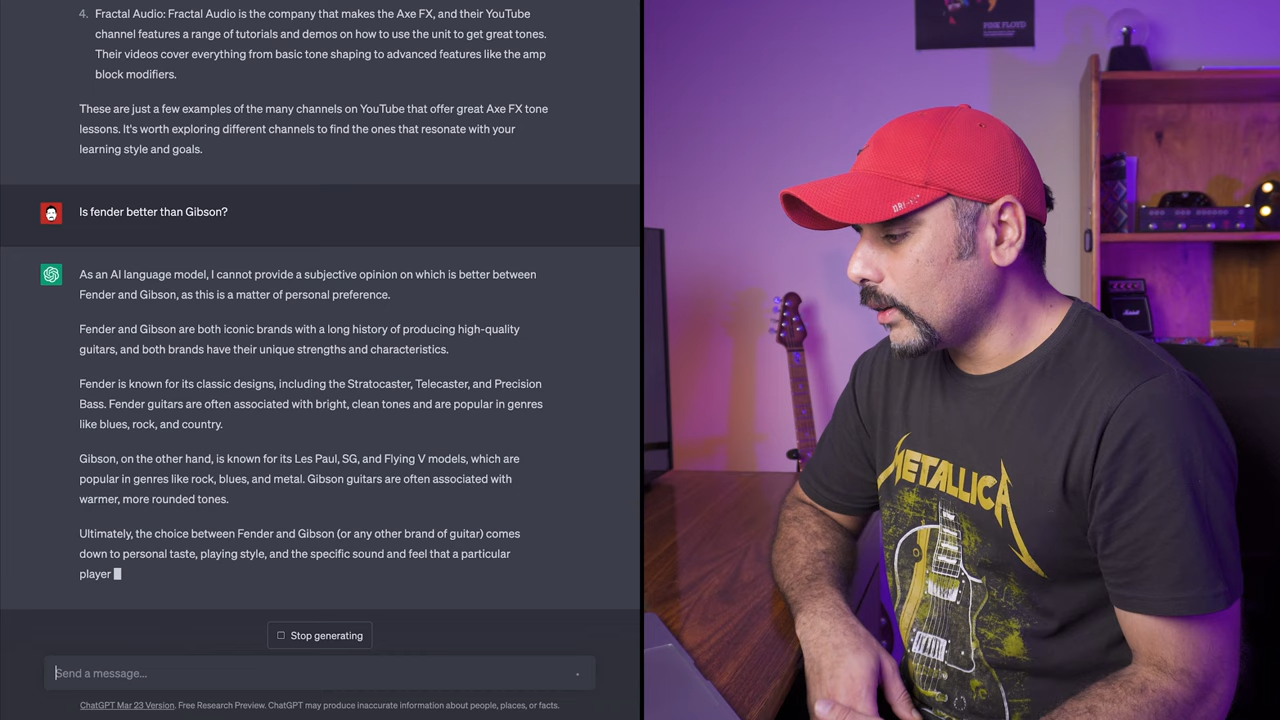 4. Fractal Audio: Fractal Audio is the company that makes the Axe FX, and their YouTube
channel features a range of tutorials and demos on how to use the unit to get great tones.
Their videos cover everything from basic tone shaping to advanced features like the amp
block modifiers.
These are just a few examples of the many channels on YouTube that offer great Axe FX tone
lessons. It's worth exploring different channels to find the ones that resonate with your
learning style and goals.
Is fender better than Gibson?
As an AI language model, I cannot provide a subjective opinion on which is better between
Fender and Gibson, as this is a matter of personal preference.
Fender and Gibson are both iconic brands with a long history of producing high-quality
guitars, and both brands have their unique strengths and characteristics.
Fender is known for its classic designs, including the Stratocaster, Telecaster, and Precision
Bass. Fender guitars are often associated with bright, clean tones and are popular in genres
like blues, rock, and country.
Gibson, on the other hand, is known for its Les Paul, SG, and Flying V models, which are
popular in genres like rock, blues, and metal. Gibson guitars are often associated with
warmer, more rounded tones.
Ultimately, the choice between Fender and Gibson (or any other brand of guitar) comes
down to personal taste, playing style, and the specific sound and feel that a particular
player
Stop generating
Send a message...
ChatGPT Mar 23 Version. Free Research Preview. ChatGPT may produce inaccurate information about people, places, or facts.
PINK FLOYD
METALLICA
Marshall